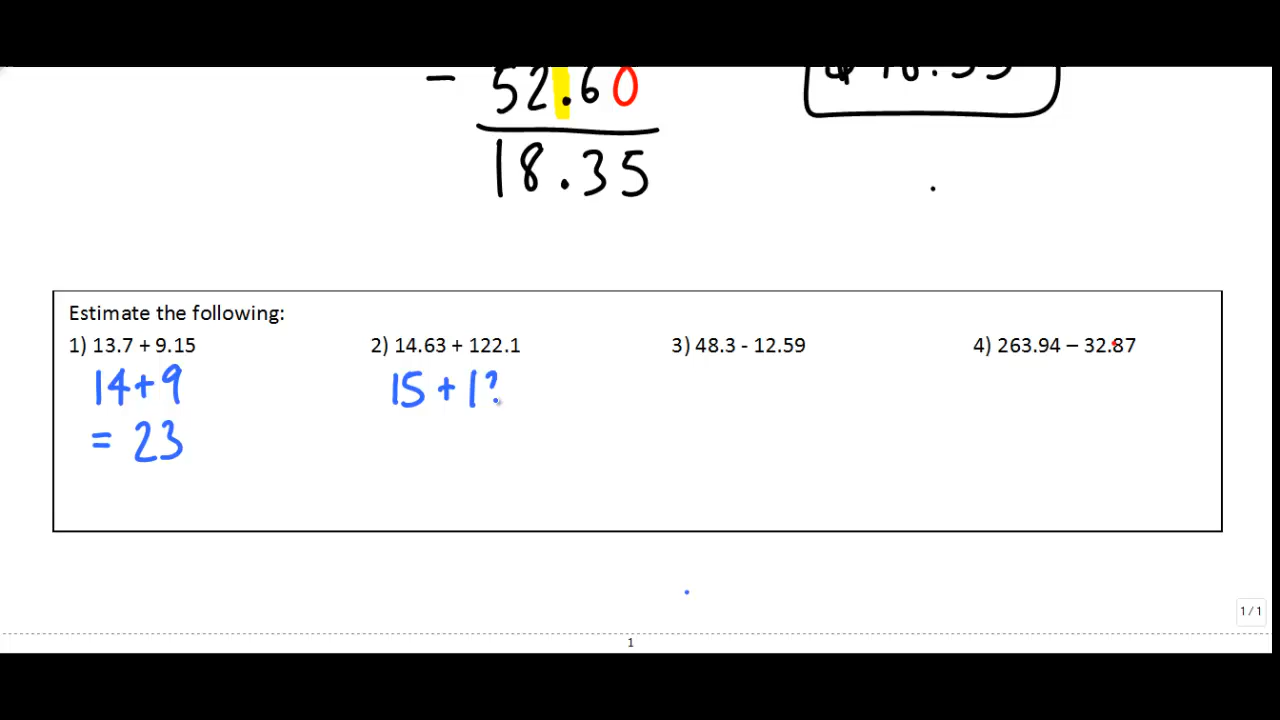 - 52.60
18.35
Estimate the following:
1) 13.7 + 9.15 2) 14.63 + 122.1 3) 48.3 - 12.59 4) 263.94 – 32.87
14+9 15 + 1
= 23
1 / 1
1